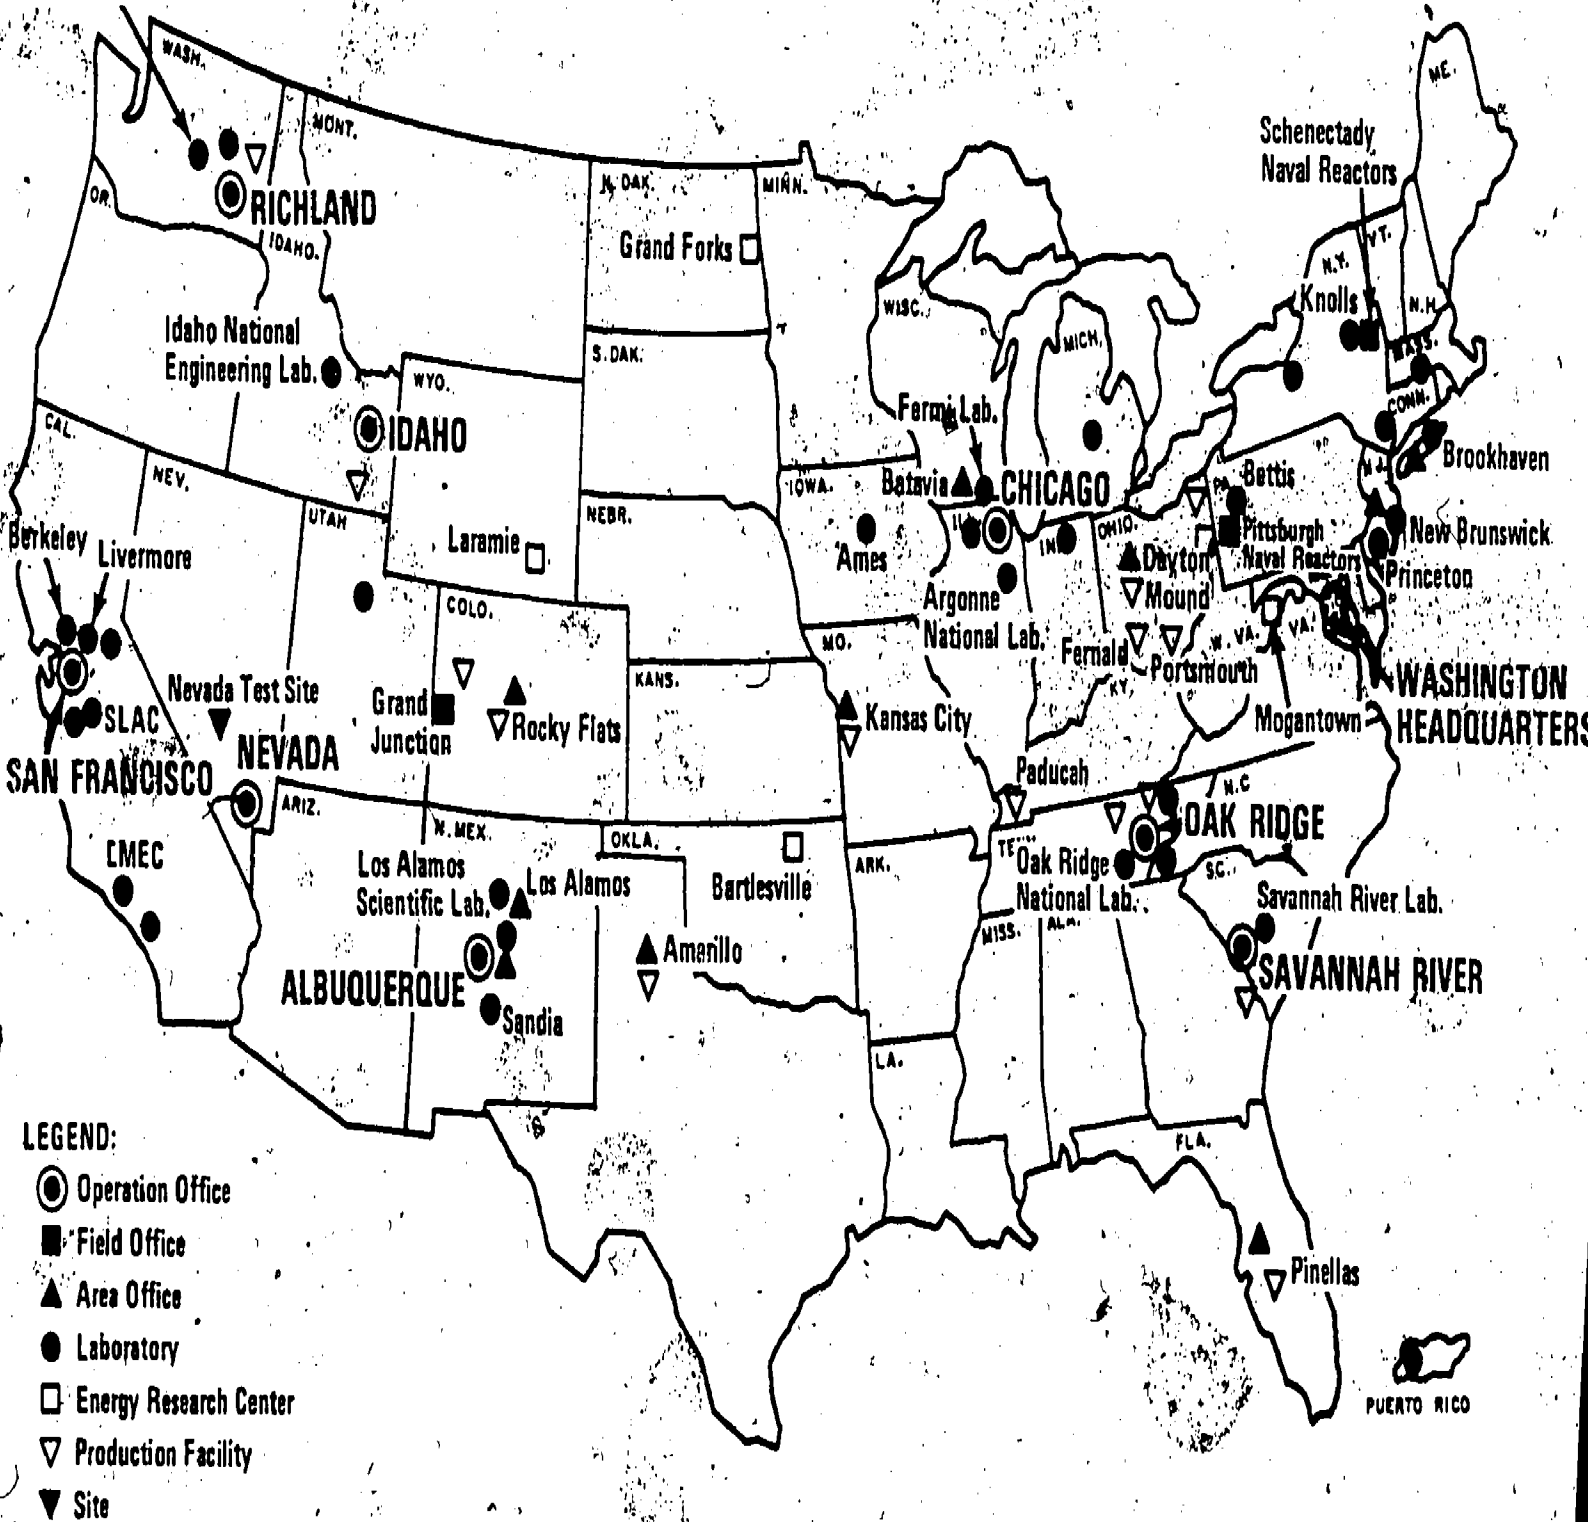 WASH.
MONT.
ME.
Schenectady
Naval Reactors
OR.
RICHLAND
IDAHO.
N. DAK.
MINN.
VT.
Grand Forks
N.Y.
Knolls
N.H.
WISC.
MICH.
MASS.
Idaho National
Engineering Lab.
S. DAK.
WYO.
Fermi Lab.
CONN.
CAL.
IDAHO
NEV.
Batavia
CHICAGO
IOWA.
N.J.
Brookhaven
PA.
Bettis
UTAH
NEBR.
Berkeley
Livermore
Laramie
Ames
OHIO.
Dayton
Pittsburgh
Naval Reactors
New Brunswick
Princeton
COLO.
Argonne
National Lab.
Mound
MO.
W. VA.
VA.
Fernald
Portsmouth
KY.
KANS.
Nevada Test Site
SLAC
Grand
Junction
Rocky Flats
Kansas City
Mogantown
WASHINGTON
HEADQUARTERS
NEVADA
SAN FRANCISCO
Paducah
ARIZ.
N. MEX.
OKLA.
N.C
OAK RIDGE
LMEC
Los Alamos
Scientific Lab.
Los Alamos
Bartlesville
ARK.
Oak Ridge
National Lab.
S.C.
Savannah River Lab.
MISS.
ALA.
Amarillo
ALBUQUERQUE
SAVANNAH RIVER
Sandia
LA.
FLA.
Pinellas
PUERTO RICO
LEGEND:
Operation Office
Field Office
Area Office
Laboratory
Energy Research Center
Production Facility
Site